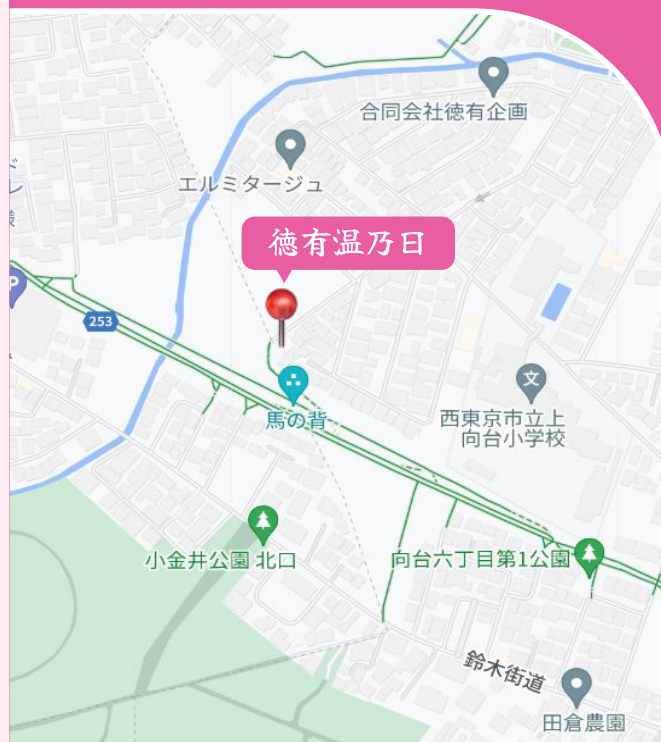 合同会社徳有企画
エルミタージュ
徳有温乃日
253
P
馬の背
文
西東京市立上
向台小学校
小金井公園 北口
向台六丁目第1公園
鈴木街道
田倉農園